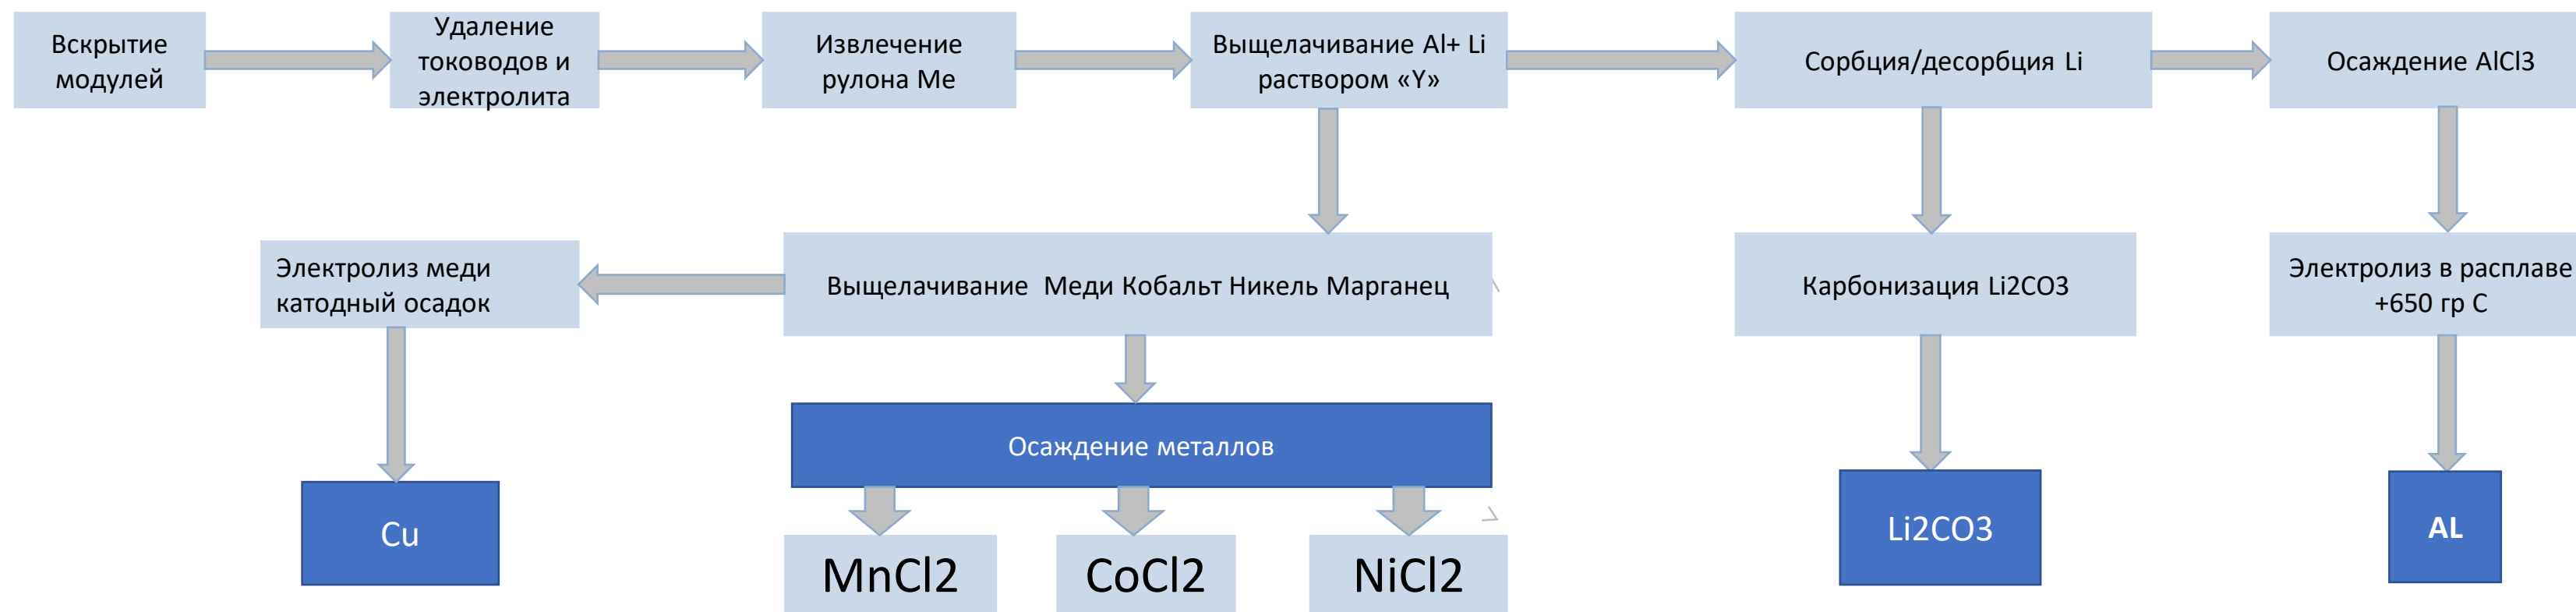 Вскрытие
модулей
Удаление
тоководов и
электролита
Извлечение
рулона Me
Выщелачивание Al+ Li
раствором «Y»
Сорбция/десорбция Li
Осаждение AlCl3
Электролиз меди
катодный осадок
Выщелачивание Меди Кобальт Никель Марганец
Карбонизация Li2CO3
Электролиз в расплаве
+650 гр С
Осаждение металлов
Cu
MnCl2
CoCl2
NiCl2
Li2CO3
AL